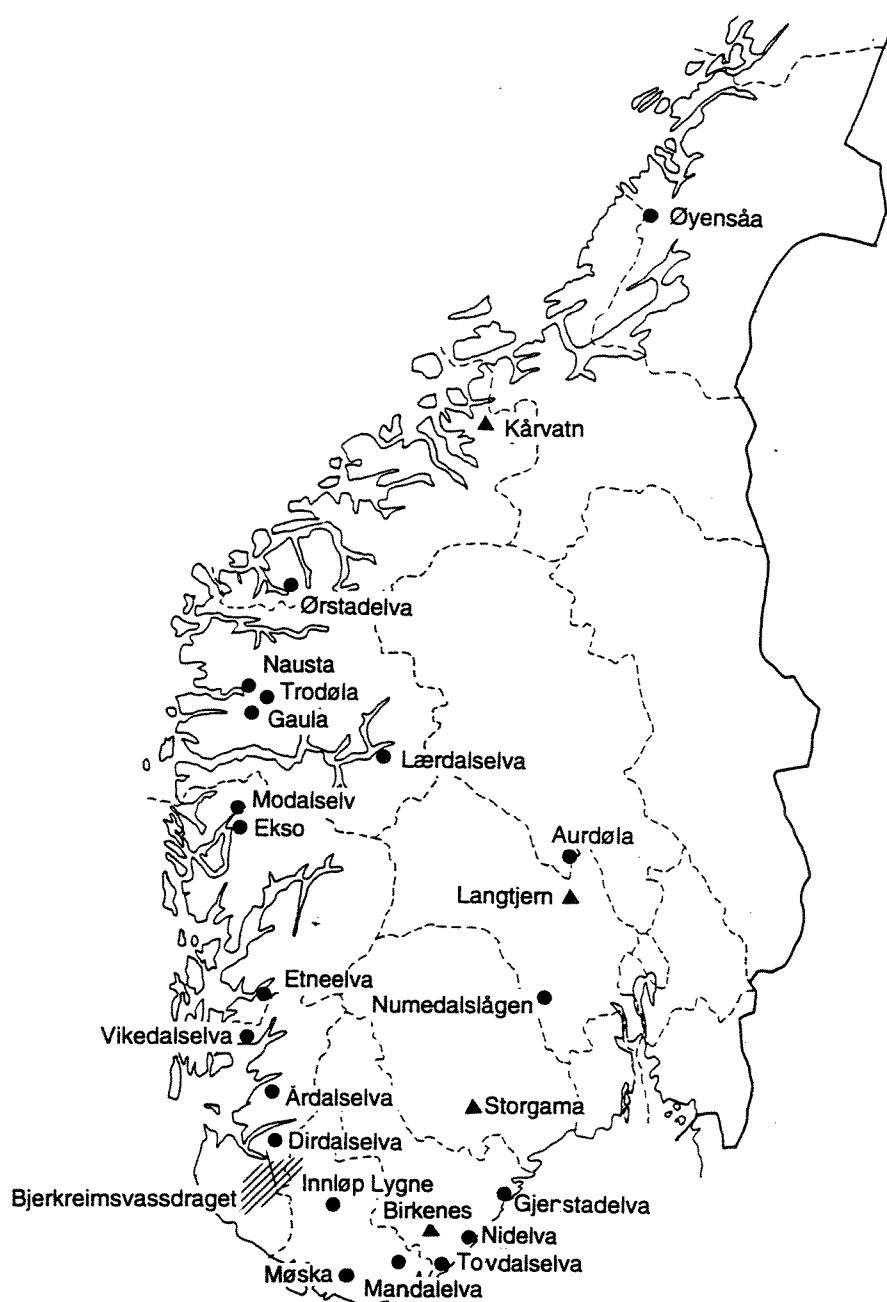 Øyensåa
Kårvatn
Ørstadelva
Nausta
Trodøla
Gaula
Lærdalselva
Modalselv
Ekso
Aurdøla
Langtjern
Etneelva
Numedalslågen
Vikedalselva
Årdalselva
Storgama
Dirdalselva
Bjerkreimsvassdraget
Innløp Lygne
Gjerstadelva
Birkenes
Nidelva
Tovdalselva
Møska
Mandalelva